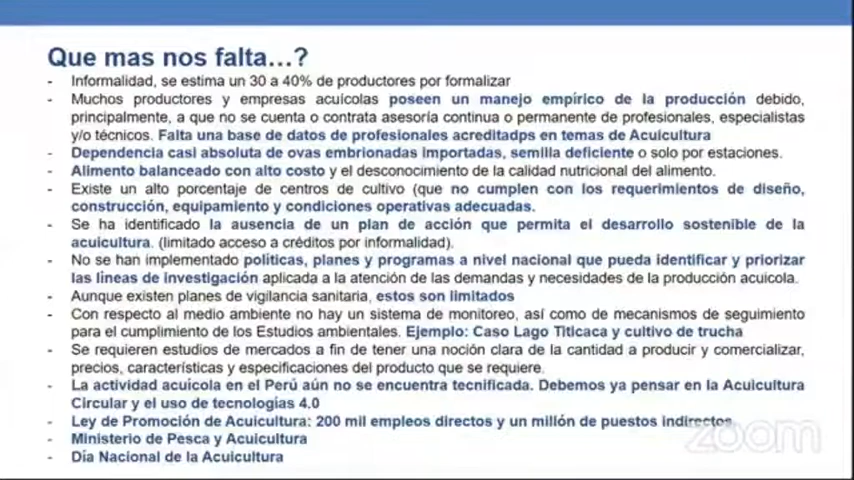 Que mas nos falta…?
- Informalidad, se estima un 30 a 40% de productores por formalizar
- Muchos productores y empresas acuícolas poseen un manejo empírico de la producción debido,
principalmente, a que no se cuenta o contrata asesoría continua o permanente de profesionales, especialistas
y/o técnicos. Falta una base de datos de profesionales acreditadps en temas de Acuicultura
- Dependencia casi absoluta de ovas embrionadas importadas, semilla deficiente o solo por estaciones.
- Alimento balanceado con alto costo y el desconocimiento de la calidad nutricional del alimento.
- Existe un alto porcentaje de centros de cultivo (que no cumplen con los requerimientos de diseño,
construcción, equipamiento y condiciones operativas adecuadas.
- Se ha identificado la ausencia de un plan de acción que permita el desarrollo sostenible de la
acuicultura. (limitado acceso a créditos por informalidad).
- No se han implementado políticas, planes y programas a nivel nacional que pueda identificar y priorizar
las líneas de investigación aplicada a la atención de las demandas y necesidades de la producción acuicola.
- Aunque existen planes de vigilancia sanitaria, estos son limitados
- Con respecto al medio ambiente no hay un sistema de monitoreo, así como de mecanismos de seguimiento
para el cumplimiento de los Estudios ambientales. Ejemplo: Caso Lago Titicaca y cultivo de trucha
- Se requieren estudios de mercados a fin de tener una noción clara de la cantidad a producir y comercializar,
precios, características y especificaciones del producto que se requiere.
- La actividad acuícola en el Perú aún no se encuentra tecnificada. Debemos ya pensar en la Acuicultura
Circular y el uso de tecnologías 4.0
- Ley de Promoción de Acuicultura: 200 mil empleos directos y un millón de puestos indirectos
- Ministerio de Pesca y Acuicultura
- Día Nacional de la Acuicultura
zoom